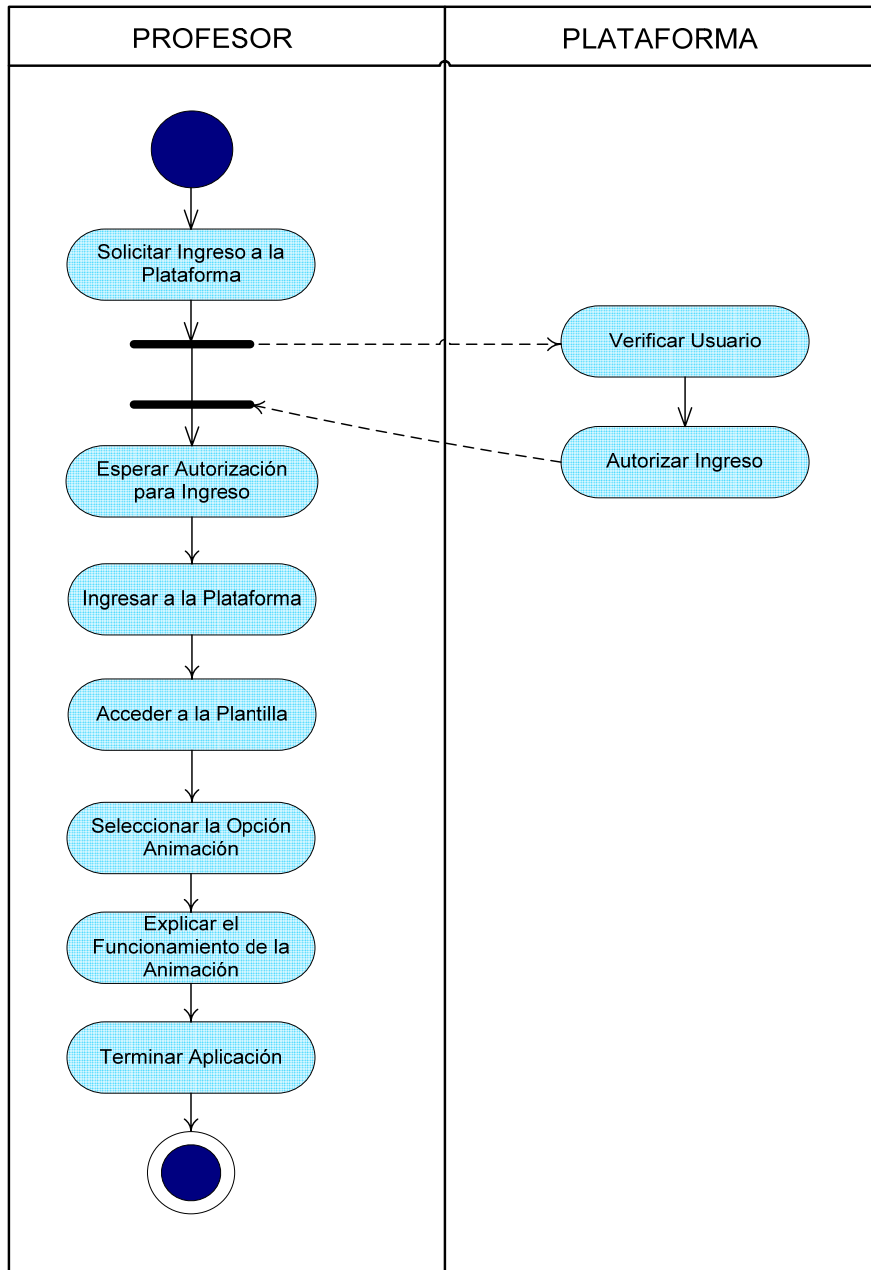 PROFESOR
PLATAFORMA
Solicitar Ingreso a la
Plataforma
Verificar Usuario
Autorizar Ingreso
Esperar Autorización
para Ingreso
Ingresar a la Plataforma
Acceder a la Plantilla
Seleccionar la Opción
Animación
Explicar el
Funcionamiento de la
Animación
Terminar Aplicación